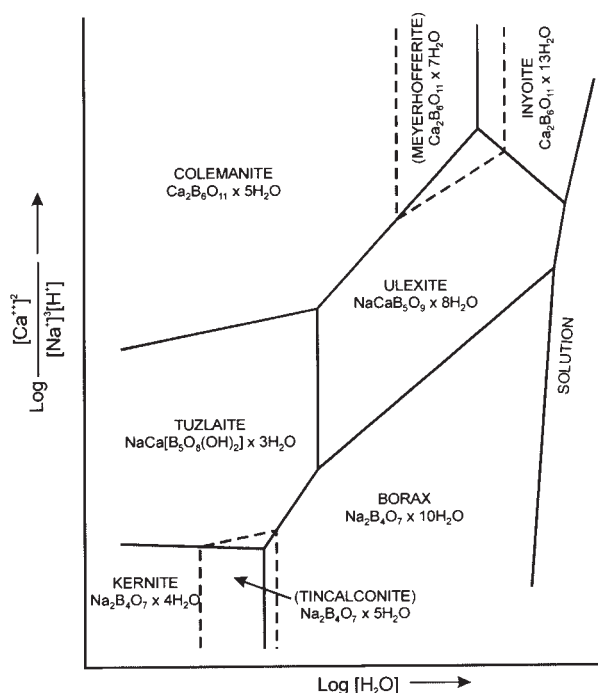 (MEYERHOFFERITE)
Ca₂B₆O₁₁ x 7H₂O
INYOITE
Ca₂B₆O₁₁ x 13H₂O
COLEMANITE
Ca₂B₆O₁₁ x 5H₂O
ULEXITE
NaCaB₅O₉ x 8H₂O
Log [Ca⁺⁺]²
[Na⁺]³[H⁺]
SOLUTION
TUZLAITE
NaCa[B₅O₈(OH)₂] x 3H₂O
BORAX
Na₂B₄O₇ x 10H₂O
KERNITE
Na₂B₄O₇ x 4H₂O
(TINCALCONITE)
Na₂B₄O₇ x 5H₂O
Log [H₂O]